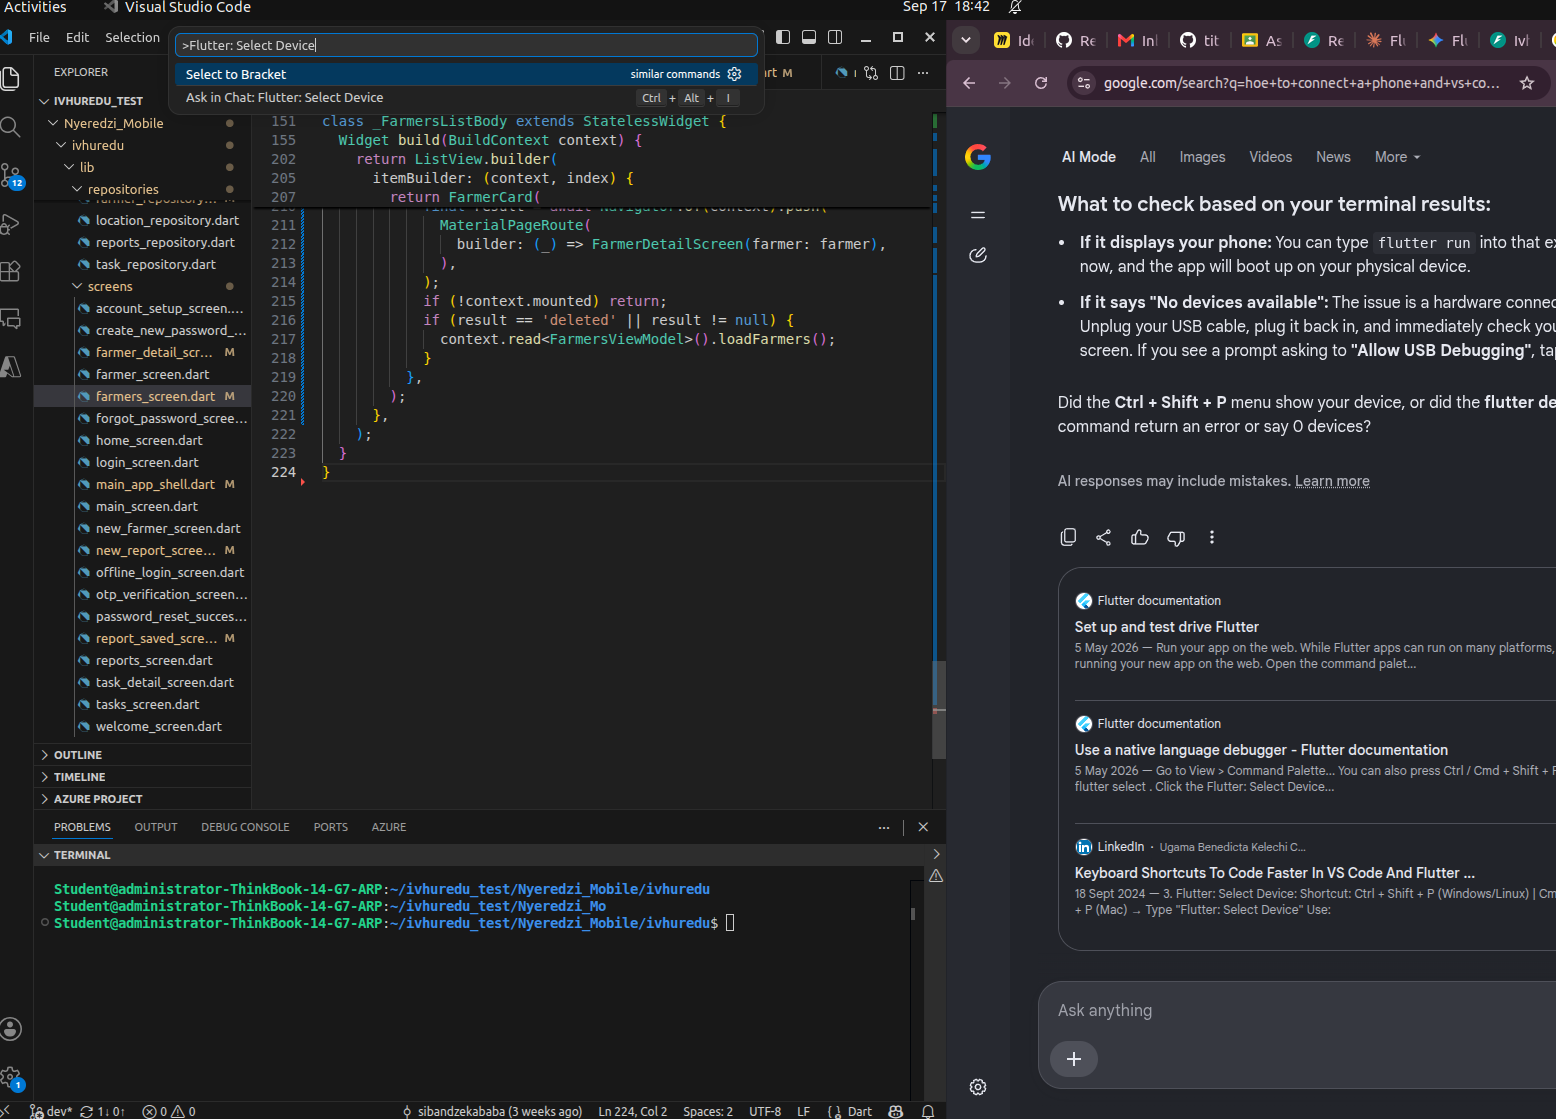 Activities
Visual Studio Code
Sep 17 18:42
File Edit Selection
>Flutter: Select Device
Select to Bracket
similar commands
Ask in Chat: Flutter: Select Device
Ctrl + Alt + I
EXPLORER
IVHUREDU_TEST
Nyeredzi_Mobile
ivhuredu
lib
repositories
location_repository.dart
reports_repository.dart
task_repository.dart
screens
account_setup_screen....
create_new_password_...
farmer_detail_scr... M
farmer_screen.dart
farmers_screen.dart M
forgot_password_scree...
home_screen.dart
login_screen.dart
main_app_shell.dart M
main_screen.dart
new_farmer_screen.dart
new_report_scree... M
offline_login_screen.dart
otp_verification_screen...
password_reset_succes...
report_saved_scre... M
reports_screen.dart
task_detail_screen.dart
tasks_screen.dart
welcome_screen.dart
OUTLINE
TIMELINE
AZURE PROJECT
12
1
art M
151 class _FarmersListBody extends StatelessWidget {
155 Widget build(BuildContext context) {
202 return ListView.builder(
205 itemBuilder: (context, index) {
207 return FarmerCard(
211 MaterialPageRoute(
212 builder: (_) => FarmerDetailScreen(farmer: farmer),
213 ),
214 );
215 if (!context.mounted) return;
216 if (result == 'deleted' || result != null) {
217 context.read<FarmersViewModel>().loadFarmers();
218 }
219 },
220 );
221 },
222 );
223 }
224 }
PROBLEMS OUTPUT DEBUG CONSOLE PORTS AZURE
TERMINAL
Student@administrator-ThinkBook-14-G7-ARP:~/ivhuredu_test/Nyeredzi_Mobile/ivhuredu
Student@administrator-ThinkBook-14-G7-ARP:~/ivhuredu_test/Nyeredzi_Mo
Student@administrator-ThinkBook-14-G7-ARP:~/ivhuredu_test/Nyeredzi_Mobile/ivhuredu$
dev* 1↓ 0↑ 0 0 sibandzekababa (3 weeks ago) Ln 224, Col 2 Spaces: 2 UTF-8 LF {} Dart
Ide Re Inl tit As Re Flu Flu Ivh
google.com/search?q=hoe+to+connect+a+phone+and+vs+co...
AI Mode All Images Videos News More
What to check based on your terminal results:
• If it displays your phone: You can type flutter run into that ex
now, and the app will boot up on your physical device.
• If it says "No devices available": The issue is a hardware connec
Unplug your USB cable, plug it back in, and immediately check you
screen. If you see a prompt asking to "Allow USB Debugging", tap
Did the Ctrl + Shift + P menu show your device, or did the flutter de
command return an error or say 0 devices?
AI responses may include mistakes. Learn more
Flutter documentation
Set up and test drive Flutter
5 May 2026 — Run your app on the web. While Flutter apps can run on many platforms,
running your new app on the web. Open the command palet...
Flutter documentation
Use a native language debugger - Flutter documentation
5 May 2026 — Go to View > Command Palette... You can also press Ctrl / Cmd + Shift + P
flutter select . Click the Flutter: Select Device...
LinkedIn · Ugama Benedicta Kelechi C...
Keyboard Shortcuts To Code Faster In VS Code And Flutter ...
18 Sept 2024 — 3. Flutter: Select Device: Shortcut: Ctrl + Shift + P (Windows/Linux) | Cm
+ P (Mac) → Type "Flutter: Select Device" Use:
Ask anything